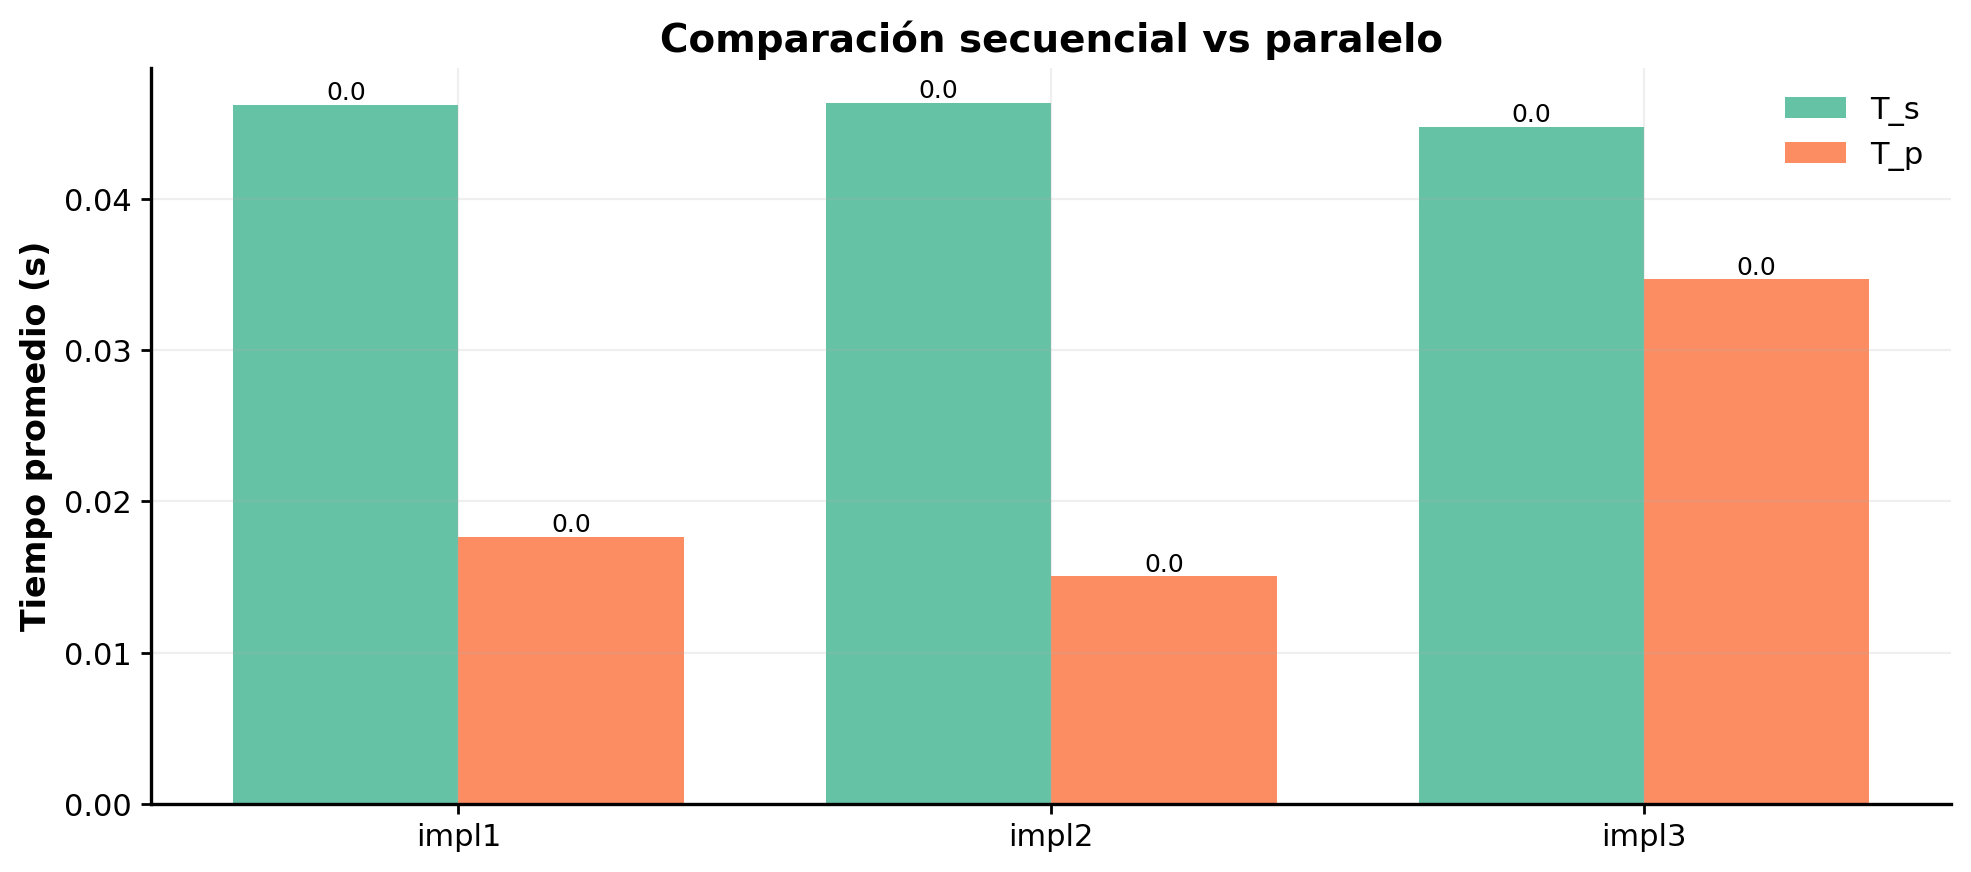 Comparación secuencial vs paralelo
0.0
0.0
0.0
T_s
T_p
0.04
0.0
0.03
0.02
0.0
0.0
0.01
0.00
Tiempo promedio (s)
impl1
impl2
impl3